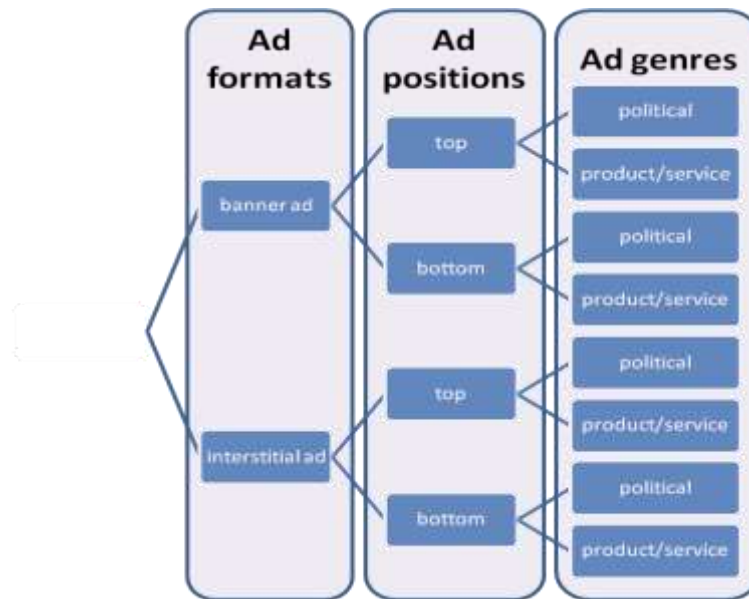 Ad
formats
Ad
positions
Ad genres
banner ad
interstitial ad
top
bottom
top
bottom
political
product/service
political
product/service
political
product/service
political
product/service